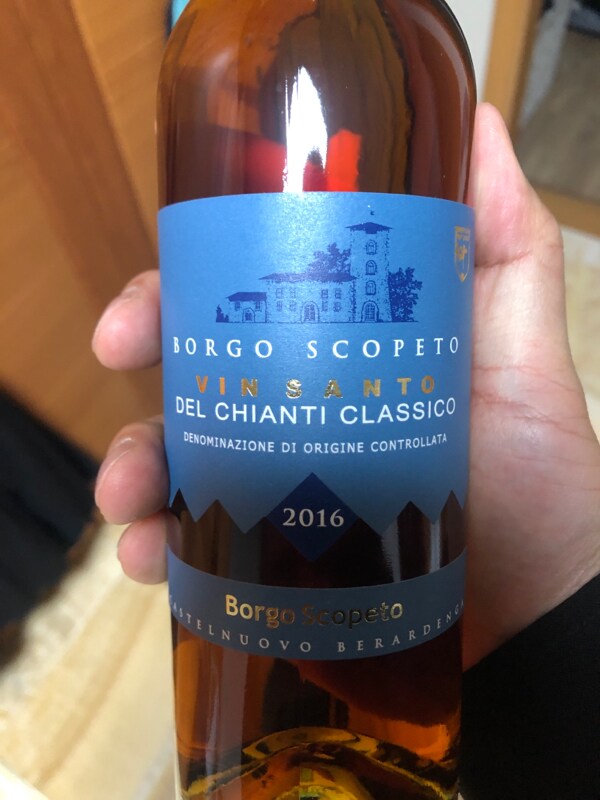 BORGO SCOPETO
VIN SANTO
DEL CHIANTI CLASSICO
DENOMINAZIONE DI ORIGINE CONTROLLATA
2016
Borgo Scopeto
CASTELNUOVO BERARDENGA